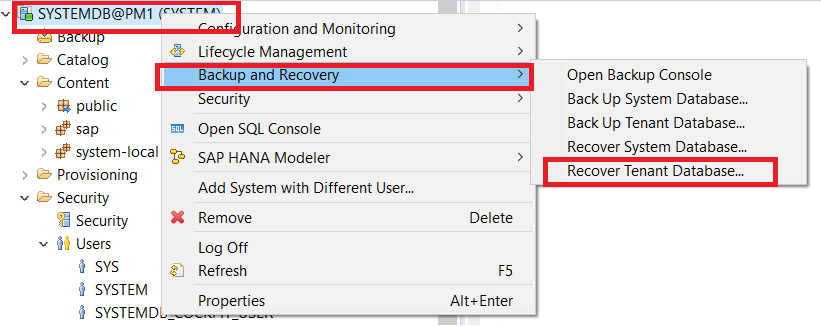 SYSTEMDB@PM1 (SYSTEM)
Backup
Catalog
Content
public
sap
system-local
Provisioning
Security
Security
Users
SYS
SYSTEM
SYSTEMDB_COCKPIT_USER
Configuration and Monitoring
Lifecycle Management
Backup and Recovery
Security
SQL Open SQL Console
SAP HANA Modeler
Add System with Different User...
Remove Delete
Log Off
Refresh F5
Properties Alt+Enter
Open Backup Console
Back Up System Database...
Back Up Tenant Database...
Recover System Database...
Recover Tenant Database...